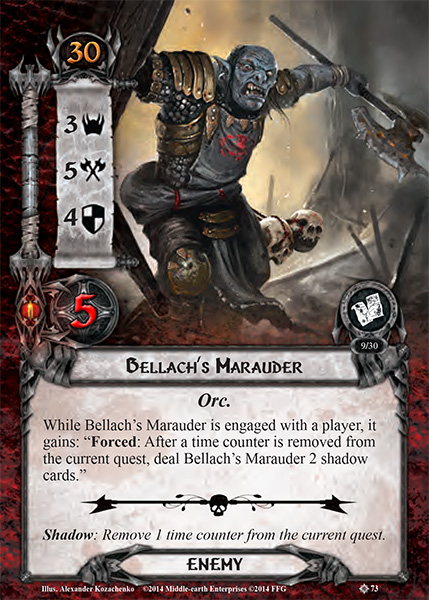 30
3
5
4
5
9/30
BELLACH'S MARAUDER
Orc.
While Bellach's Marauder is engaged with a player, it
gains: “Forced: After a time counter is removed from
the current quest, deal Bellach's Marauder 2 shadow
cards.”
Shadow: Remove 1 time counter from the current quest.
ENEMY
Illus. Alexander Kozachenko ©2014 Middle-earth Enterprises ©2014 FFG 73